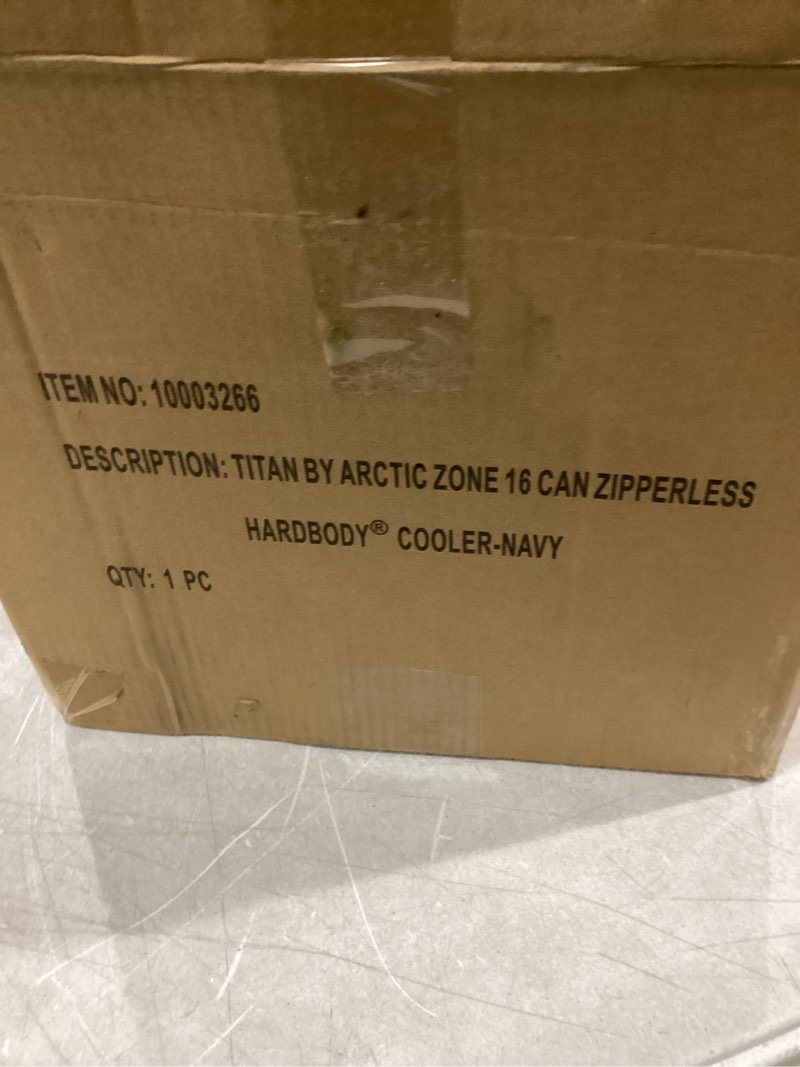 ITEM NO: 10003266
DESCRIPTION: TITAN BY ARCTIC ZONE 16 CAN ZIPPERLESS
HARDBODY® COOLER-NAVY
QTY: 1 PC